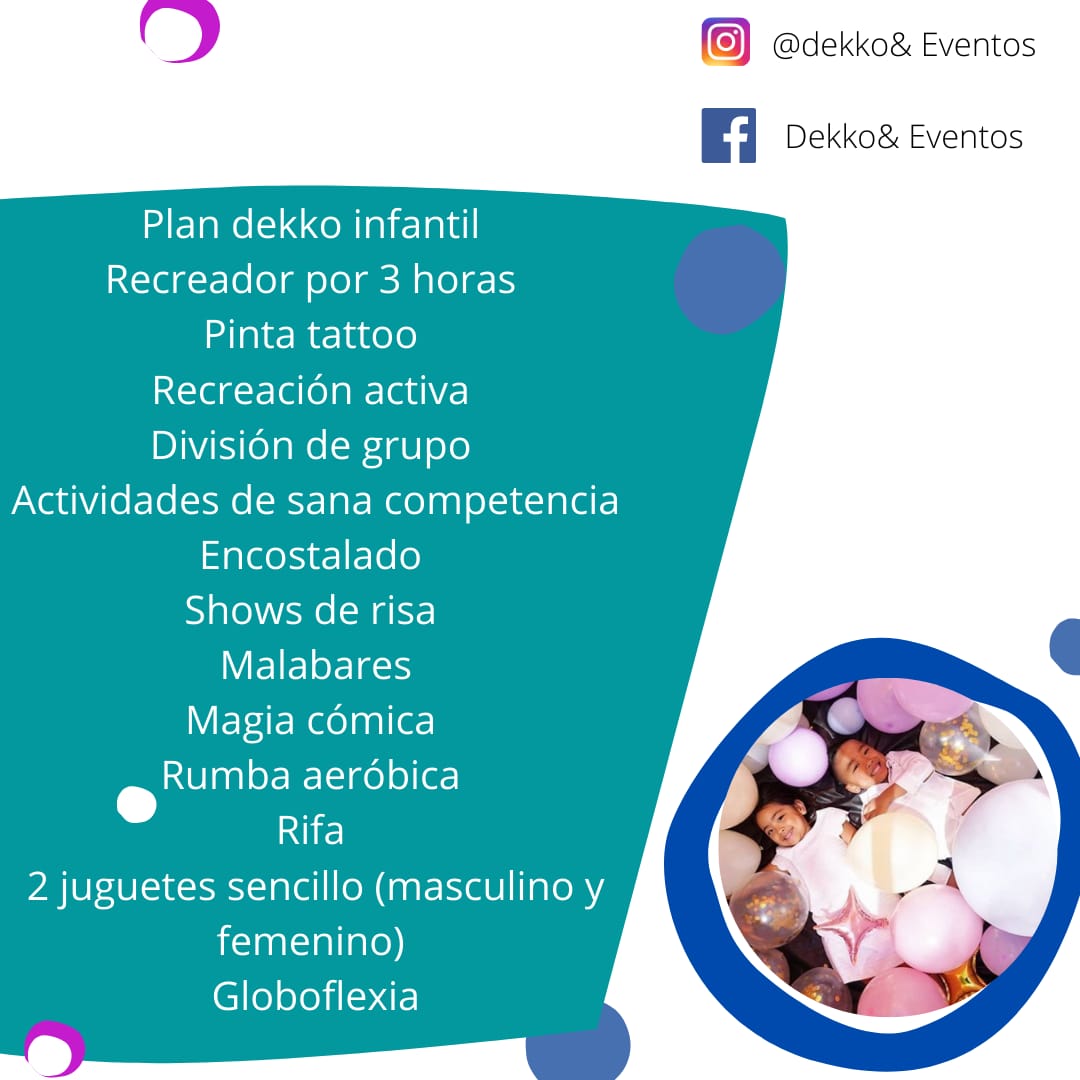 @dekko& Eventos
Dekko& Eventos
Plan dekko infantil
Recreador por 3 horas
Pinta tattoo
Recreación activa
División de grupo
Actividades de sana competencia
Encostalado
Shows de risa
Malabares
Magia cómica
Rumba aeróbica
Rifa
2 juguetes sencillo (masculino y
femenino)
Globoflexia